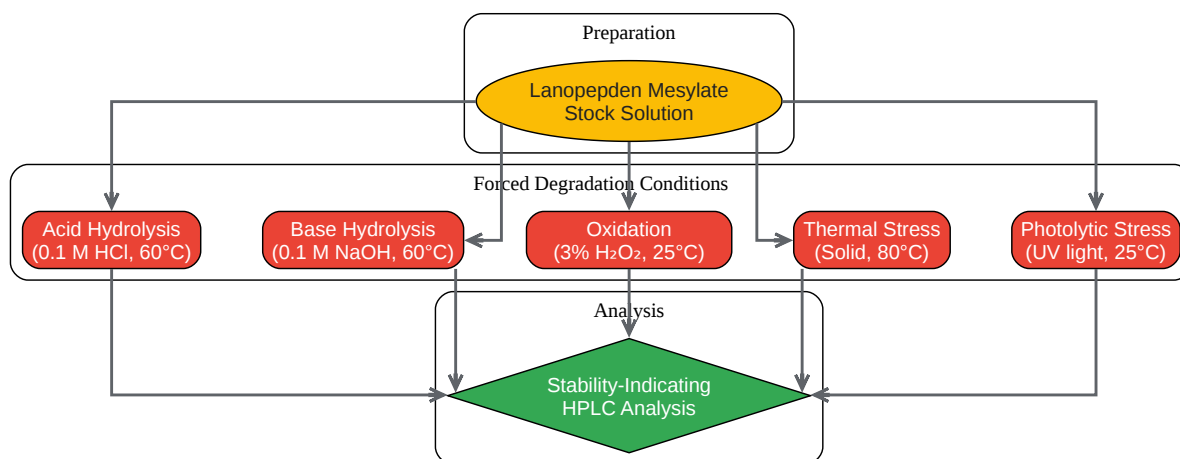 Preparation
Lanopepden Mesylate
Stock Solution
Forced Degradation Conditions
Acid Hydrolysis
(0.1 M HCl, 60°C)
Base Hydrolysis
(0.1 M NaOH, 60°C)
Oxidation
(3% H₂O₂, 25°C)
Thermal Stress
(Solid, 80°C)
Photolytic Stress
(UV light, 25°C)
Analysis
Stability-Indicating
HPLC Analysis